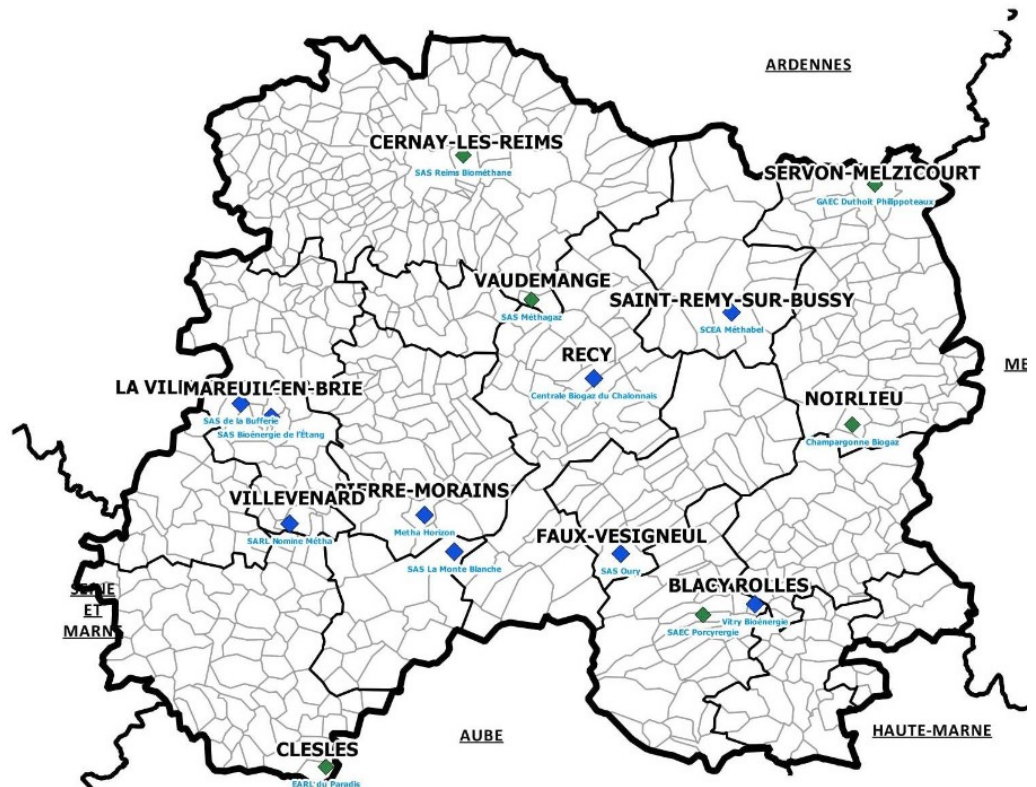 ARDENNES
CERNAY-LES-REIMS
SAS Reims Biométhane
SERVON-MELZICOURT
GAEC Duthoit Philippoteaux
VAUDEMANGE
SAS Méthagaz
SAINT-REMY-SUR-BUSSY
SCEA Méthabel
RECY
Centrale Biogaz du Chalonnais
ME
LA VIL
MAREUIL-EN-BRIE
SAS de la Bufferie
SAS Bioénergie de l'Étang
NOIRLIEU
Champargonne Biogaz
VILLEVENARD
SARL Nomine Métha
PIERRE-MORAINS
Metha Horizon
SAS La Monte Blanche
FAUX-VESIGNEUL
SAS Oury
BLACY
ROLLES
Vitry Bioénergie
SAEC Porcyrergie
SEINE
ET
MARNE
AUBE
HAUTE-MARNE
CLESLES
EARL du Paradis